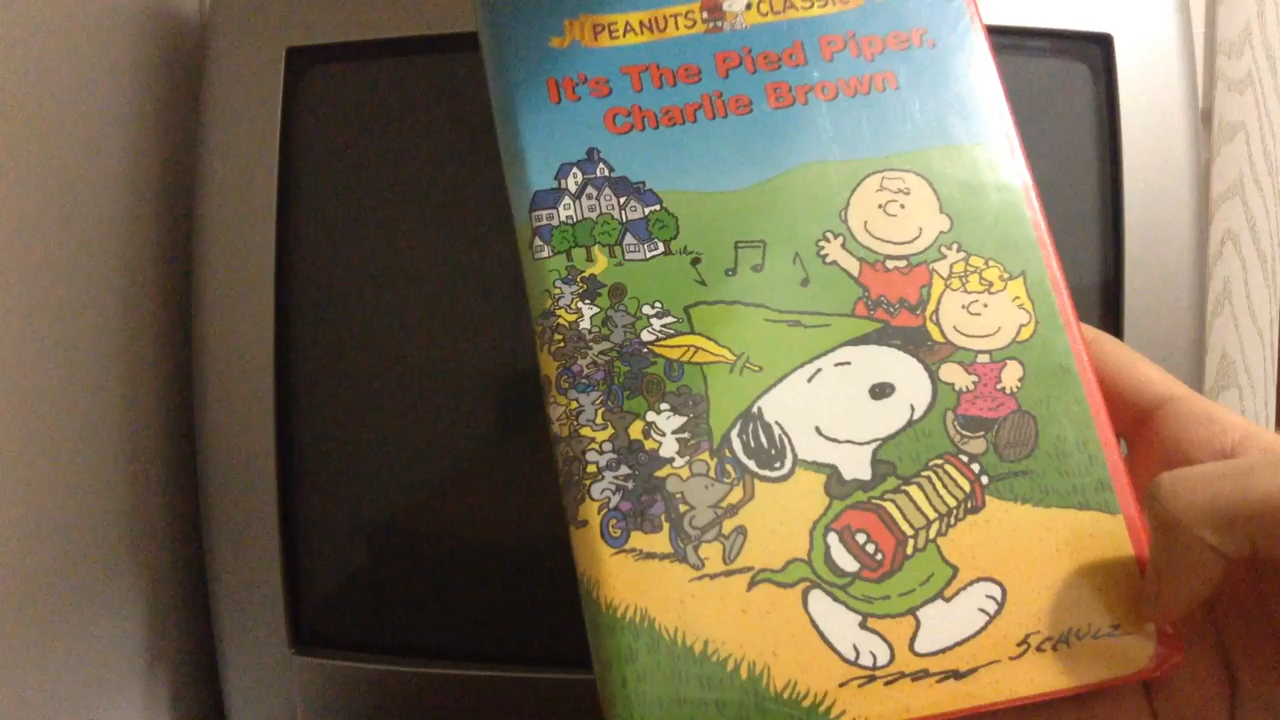 PEANUTS CLASSIC
It's The Pied Piper,
Charlie Brown
SCHULZ